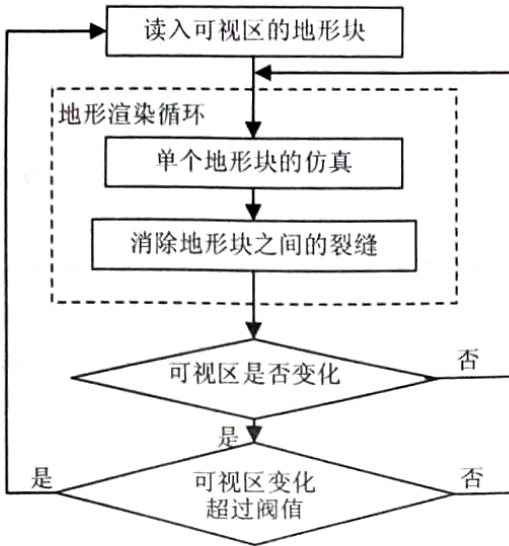 读入可视区的地形块
地形渲染循环
单个地形块的仿真
消除地形块之间的裂缝
可视区是否变化
否
是
可视区变化
超过阀值
是
否